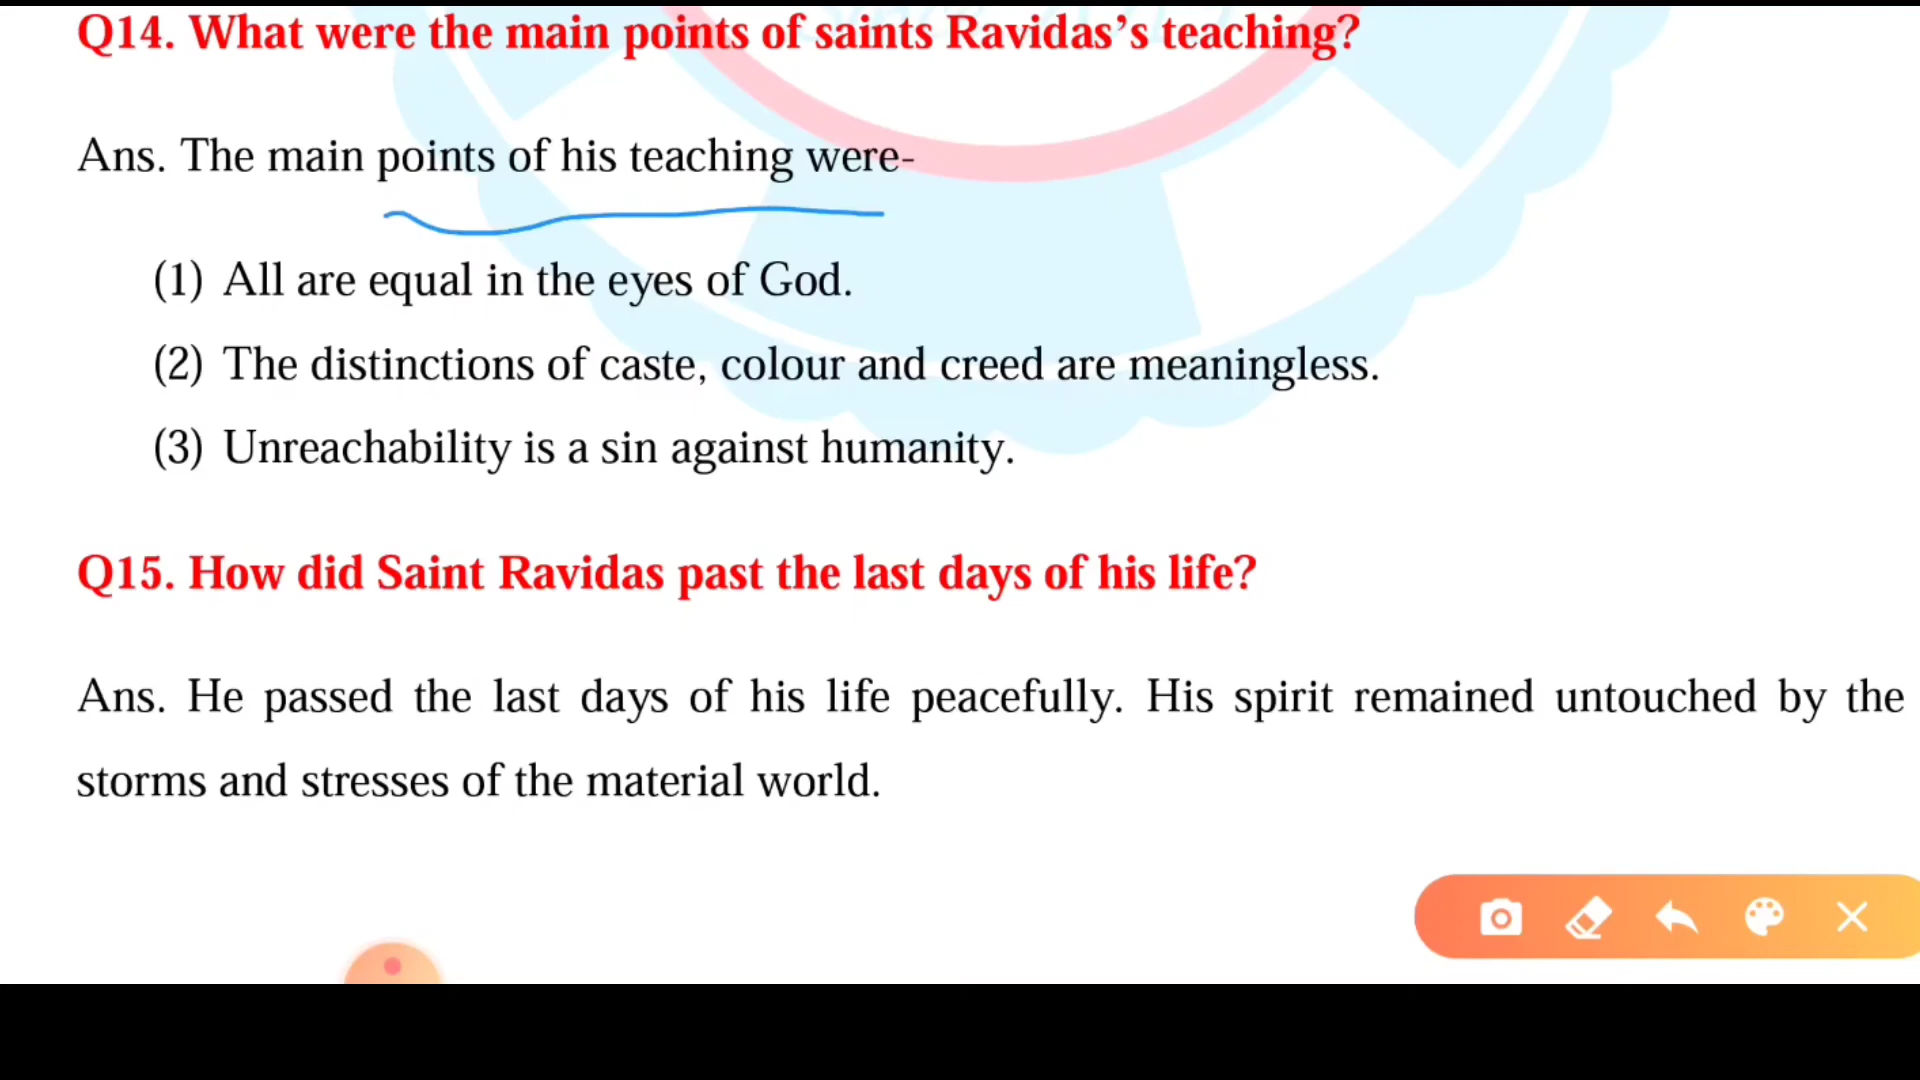 Q14. What were the main points of saints Ravidas’s teaching?
Ans. The main points of his teaching were-
(1) All are equal in the eyes of God.
(2) The distinctions of caste, colour and creed are meaningless.
(3) Unreachability is a sin against humanity.
Q15. How did Saint Ravidas past the last days of his life?
Ans. He passed the last days of his life peacefully. His spirit remained untouched by the
storms and stresses of the material world.